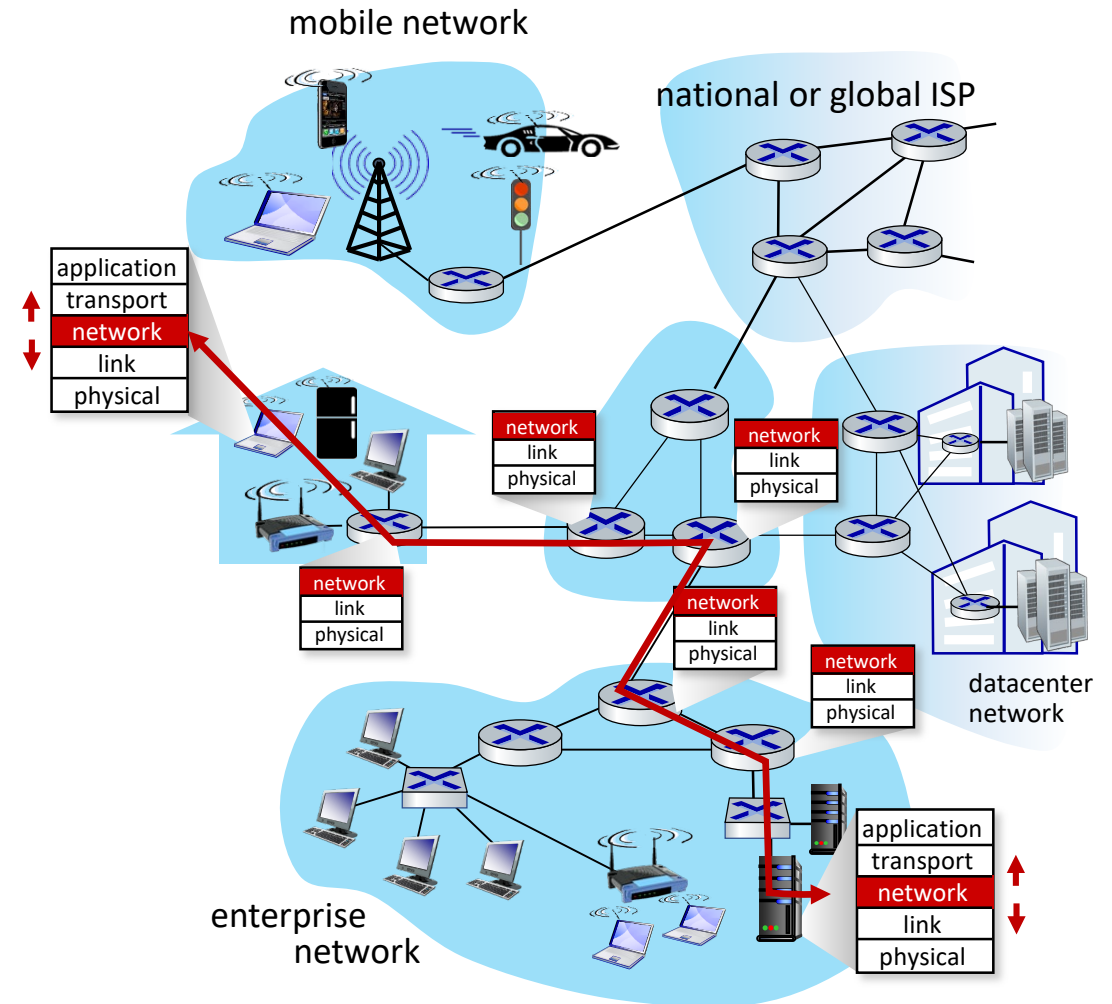 mobile network
national or global ISP
application
transport
network
link
physical
network
link
physical
network
link
physical
network
link
physical
network
link
physical
network
link
physical
datacenter
network
application
transport
network
link
physical
enterprise
network